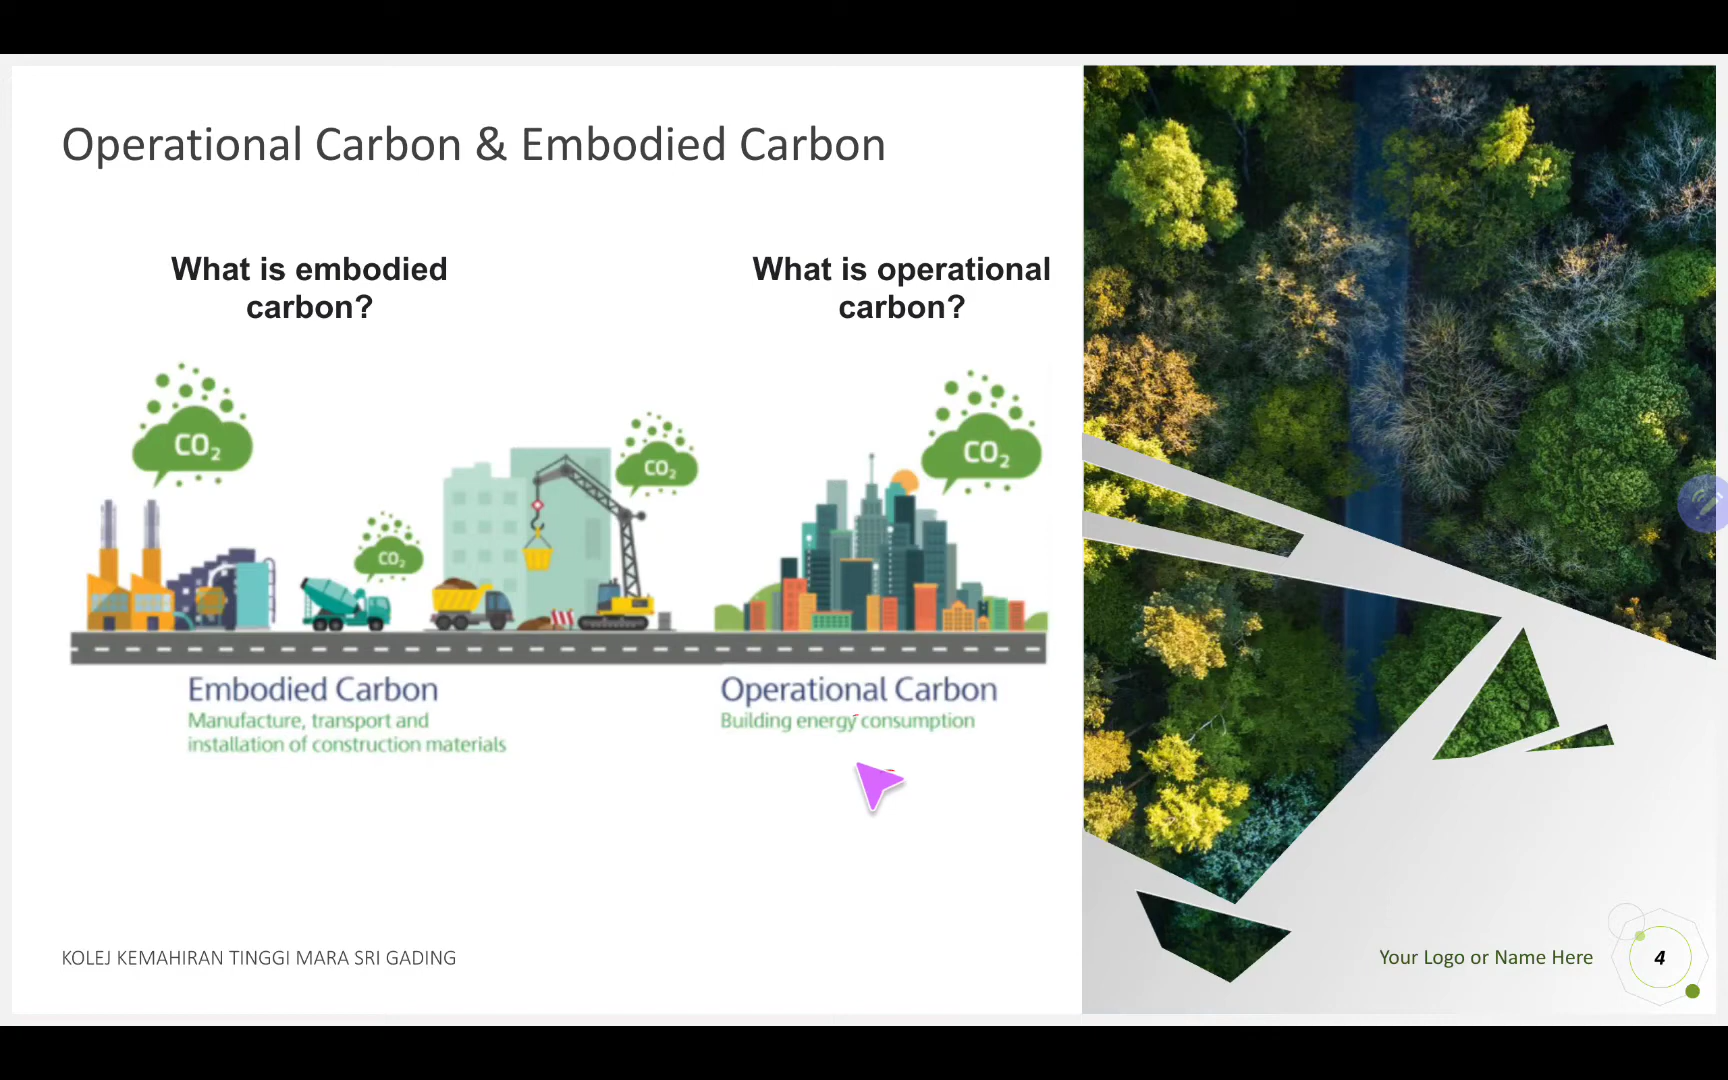 Operational Carbon & Embodied Carbon
What is embodied
carbon?
What is operational
carbon?
CO₂
CO₂
CO₂
CO₂
Embodied Carbon
Manufacture, transport and
installation of construction materials
Operational Carbon
Building energy consumption
KOLEJ KEMAHIRAN TINGGI MARA SRI GADING
Your Logo or Name Here
4